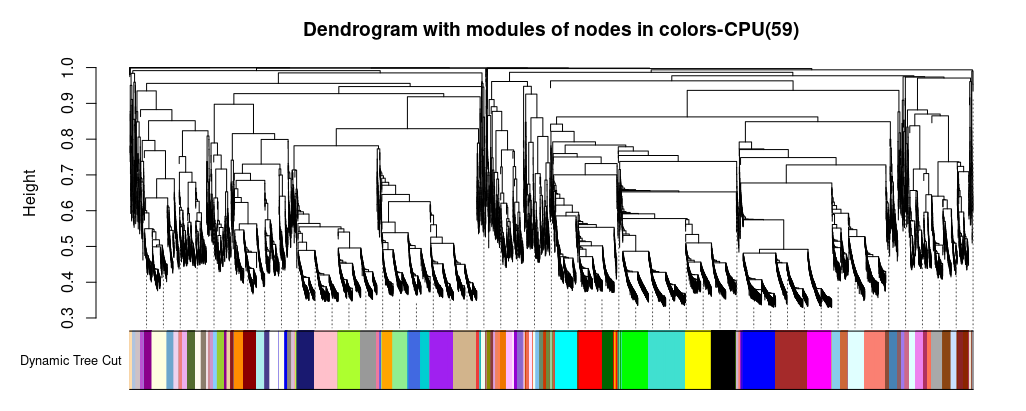 Dendrogram with modules of nodes in colors-CPU(59)
Height
1.0
0.9
0.8
0.7
0.6
0.5
0.4
0.3
Dynamic Tree Cut